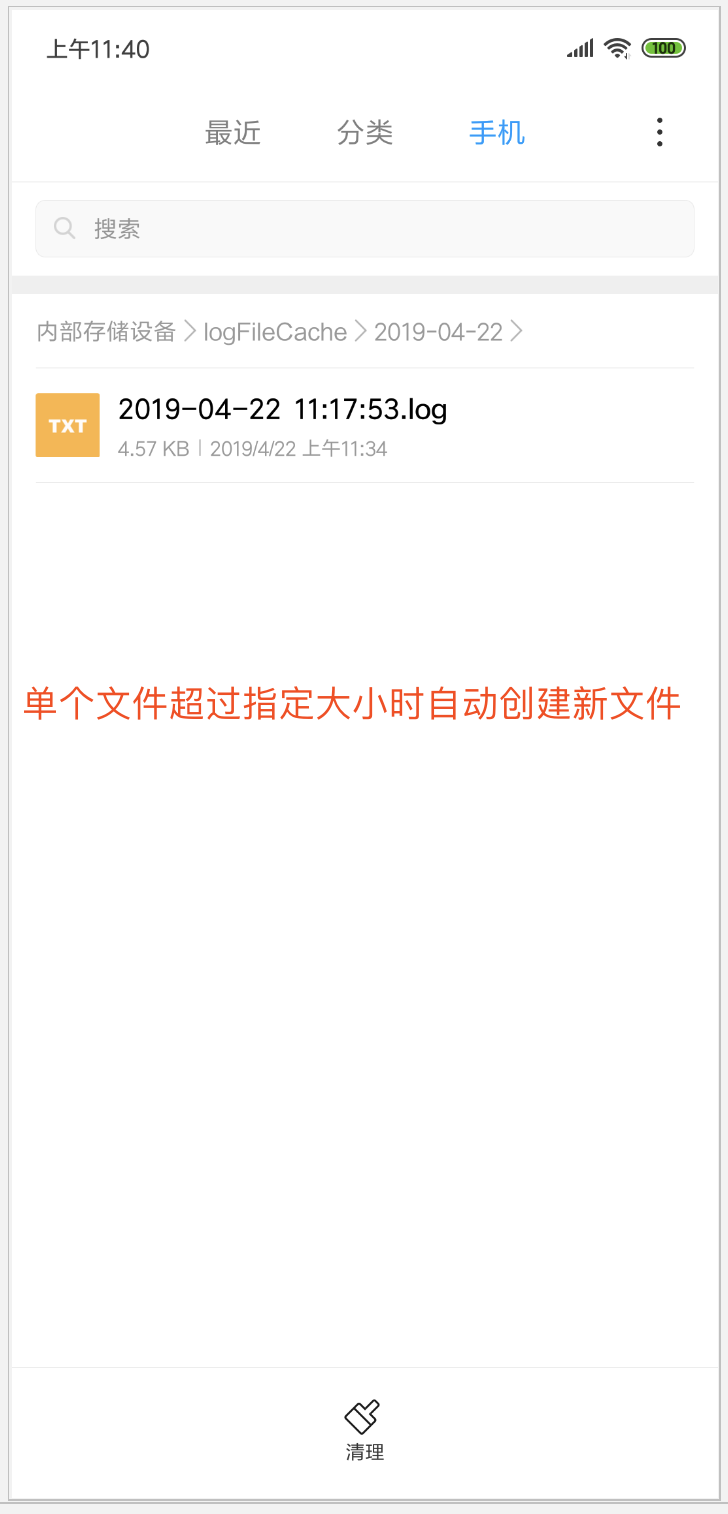 上午11:40 100
最近 分类 手机
搜索
内部存储设备 logFileCache 2019-04-22
TXT
2019-04-22 11:17:53.log
4.57 KB 2019/4/22 上午11:34
单个文件超过指定大小时自动创建新文件
清理